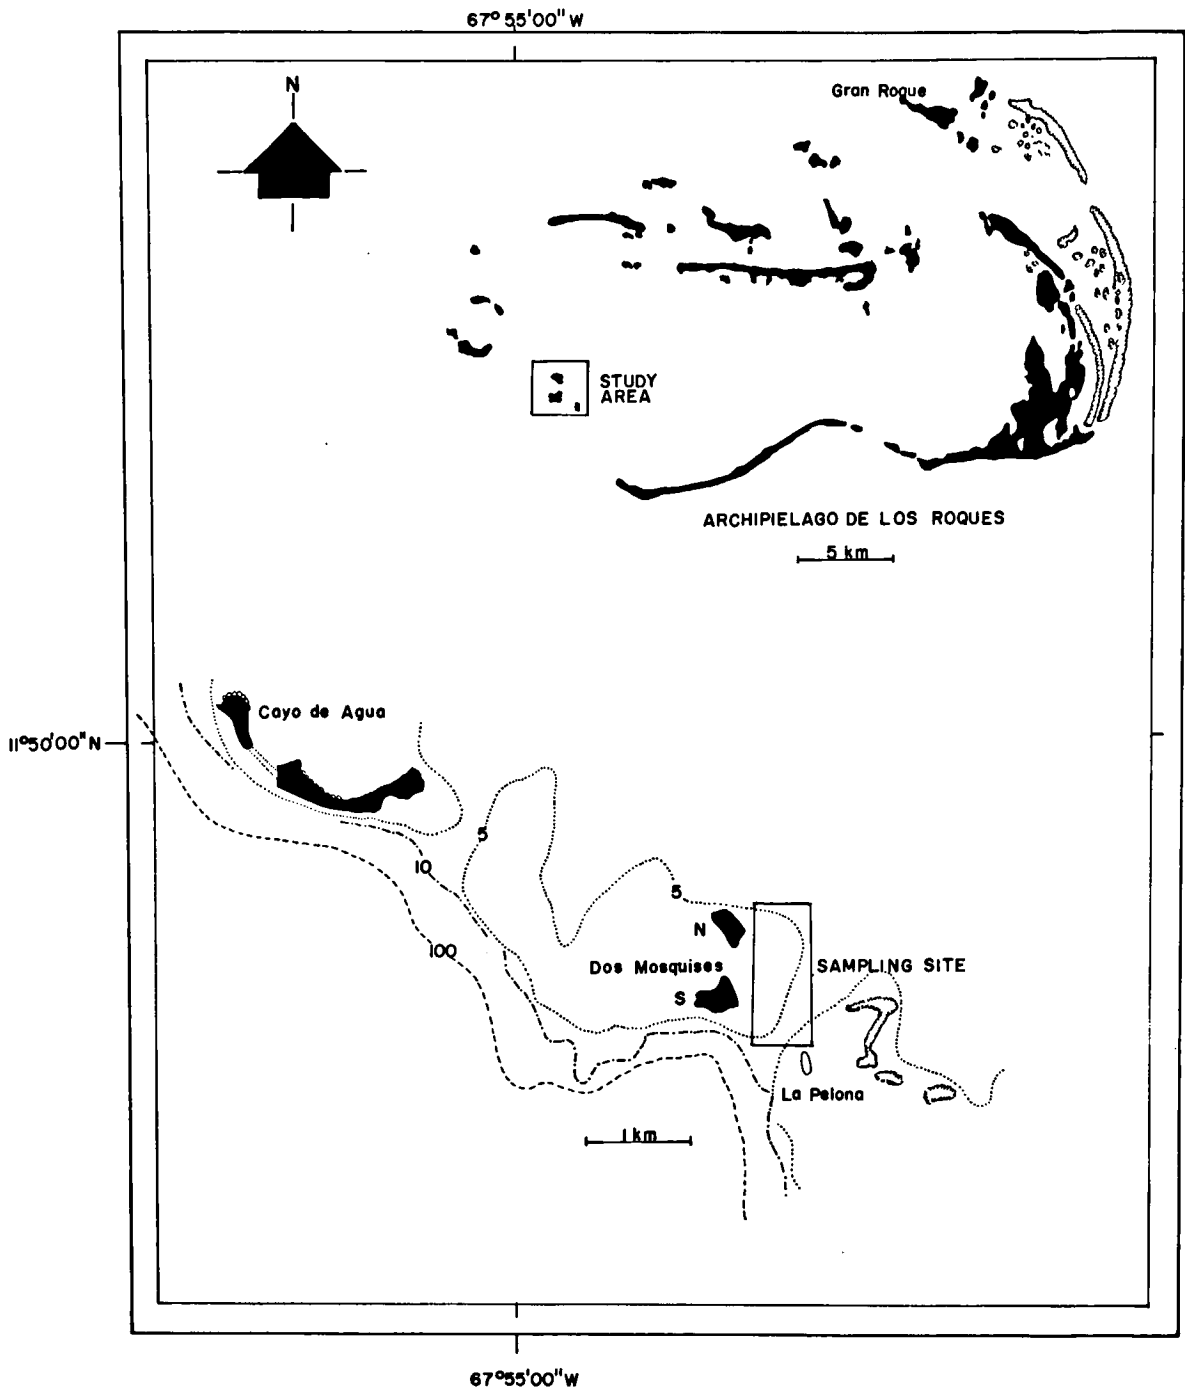 67°55'00"W
N
Gran Roque
STUDY
AREA
ARCHIPIELAGO DE LOS ROQUES
5 km
Cayo de Agua
11°50'00"N
5
10
5
N
100
Dos Mosquises
SAMPLING SITE
S
La Pelona
1 km
67°55'00"W